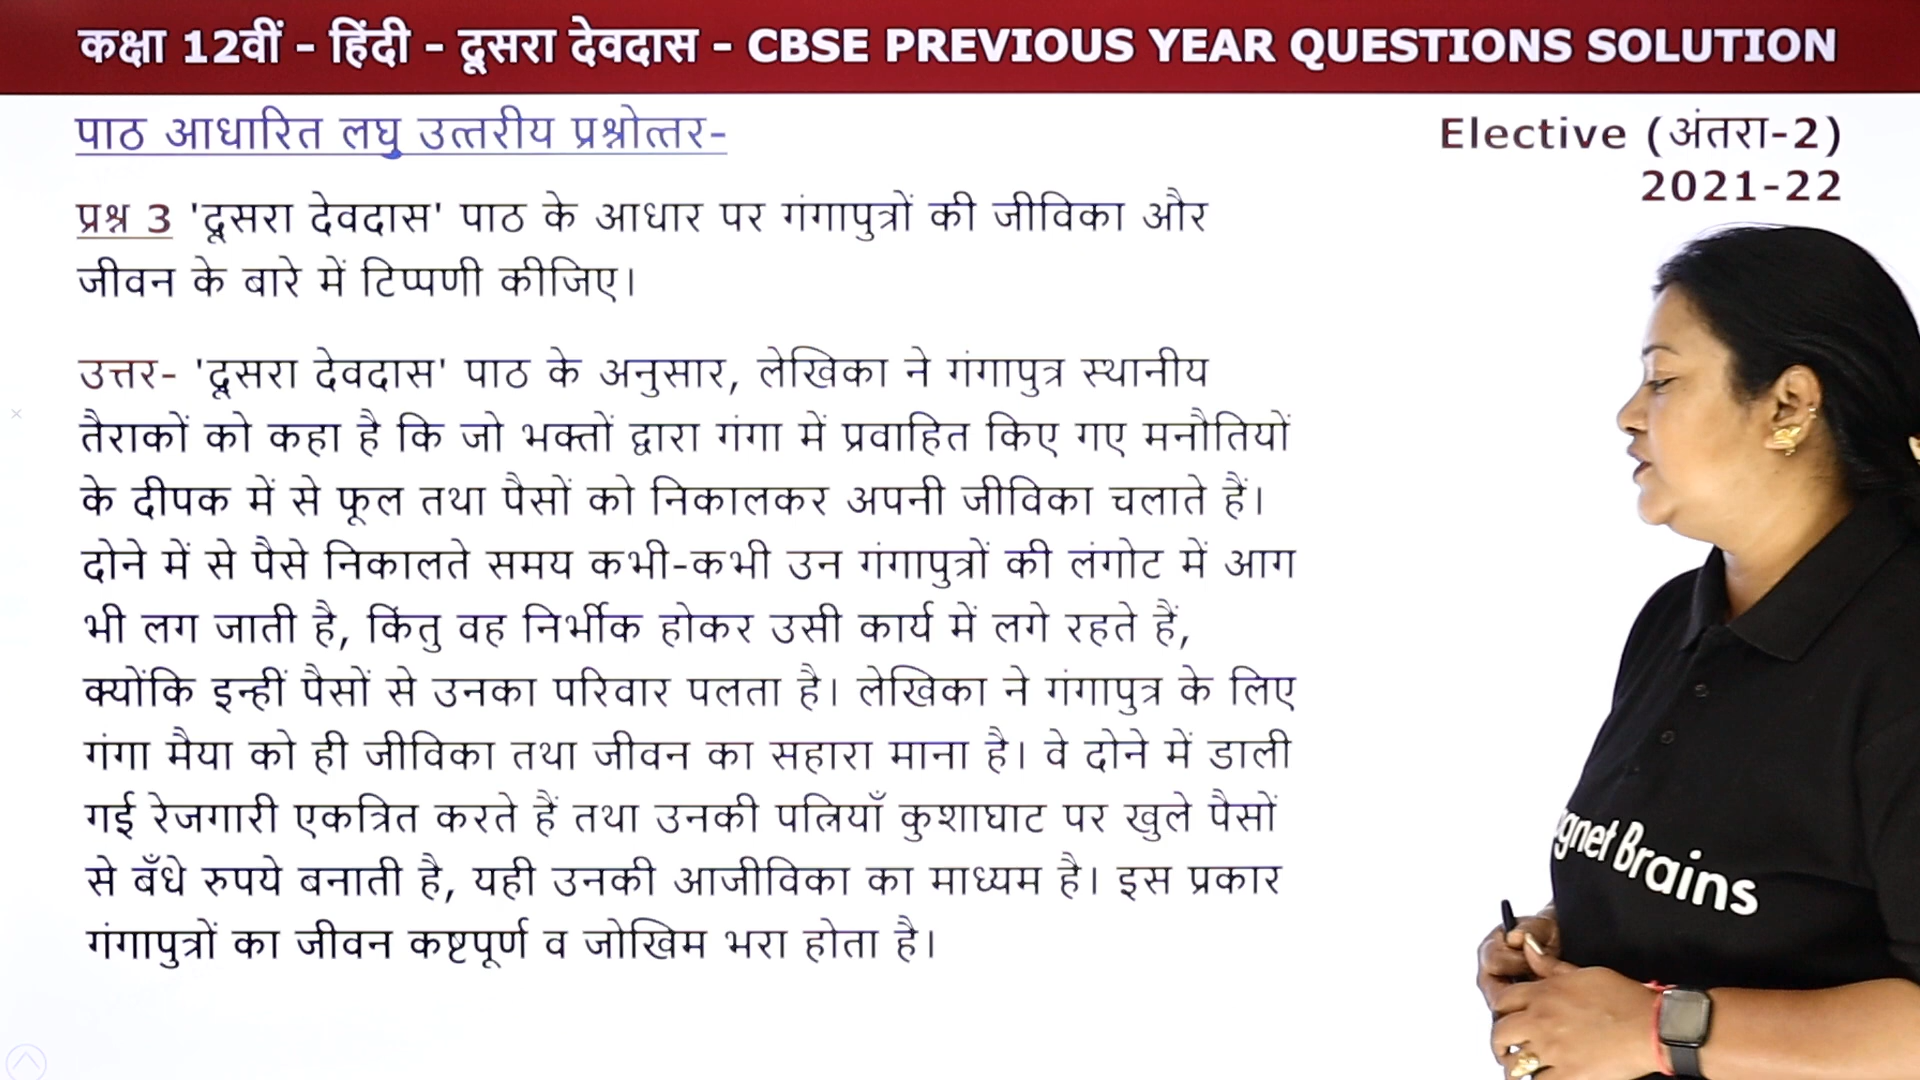 कक्षा 12वीं - हिंदी - दूसरा देवदास - CBSE PREVIOUS YEAR QUESTIONS SOLUTION
पाठ आधारित लघु उत्तरीय प्रश्नोत्तर-
Elective (अंतरा-2)
2021-22
प्रश्न 3 'दूसरा देवदास' पाठ के आधार पर गंगापुत्रों की जीविका और
जीवन के बारे में टिप्पणी कीजिए।
उत्तर- 'दूसरा देवदास' पाठ के अनुसार, लेखिका ने गंगापुत्र स्थानीय
तैराकों को कहा है कि जो भक्तों द्वारा गंगा में प्रवाहित किए गए मनौतियों
के दीपक में से फूल तथा पैसों को निकालकर अपनी जीविका चलाते हैं।
दोने में से पैसे निकालते समय कभी-कभी उन गंगापुत्रों की लंगोट में आग
भी लग जाती है, किंतु वह निर्भीक होकर उसी कार्य में लगे रहते हैं,
क्योंकि इन्हीं पैसों से उनका परिवार पलता है। लेखिका ने गंगापुत्र के लिए
गंगा मैया को ही जीविका तथा जीवन का सहारा माना है। वे दोने में डाली
गई रेजगारी एकत्रित करते हैं तथा उनकी पत्नियाँ कुशाघाट पर खुले पैसों
से बँधे रुपये बनाती है, यही उनकी आजीविका का माध्यम है। इस प्रकार
गंगापुत्रों का जीवन कष्टपूर्ण व जोखिम भरा होता है।
gnet Brains